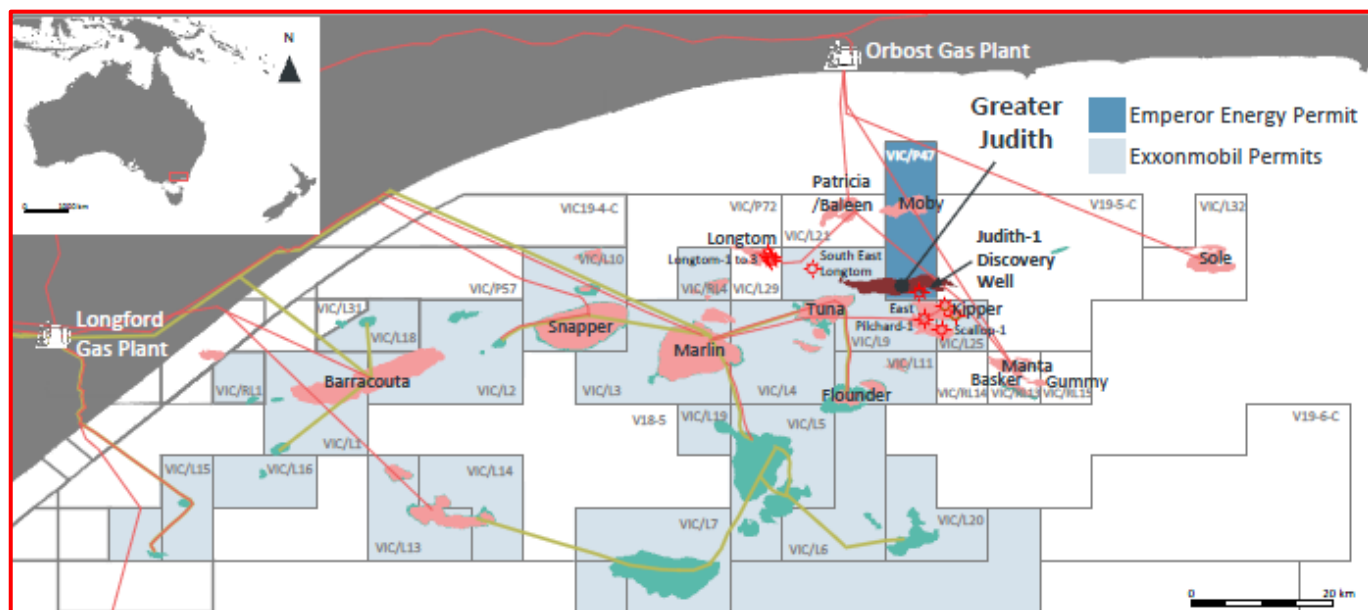 N
0 1000 km
Orbost Gas Plant
Greater
Judith
Emperor Energy Permit
Exxonmobil Permits
VIC/P47
Patricia
/Baleen
Moby
VIC19-4-C
VIC/P72
V19-5-C
VIC/L32
VIC/L21
Longtom
Longtom-1 to 3
South East
Longtom
Judith-1
Discovery
Well
Sole
VIC/L10
VIC/P57
VIC/RL4
VIC/L29
VIC/L31
VIC/L18
Longford
Gas Plant
Snapper
Tuna
East
Pilchard-1
Kipper
Scallop-1
Marlin
VIC/L9
VIC/L25
Barracouta
VIC/RL1
VIC/L2
VIC/L3
VIC/L4
VIC/L11
Flounder
Manta
Basker
Gummy
VIC/RL14
VIC/RL13
VIC/RL15
V18-5
VIC/L19
VIC/L5
V19-6-C
VIC/L1
VIC/L15
VIC/L16
VIC/L14
VIC/L13
VIC/L7
VIC/L6
VIC/L20
0 20 km